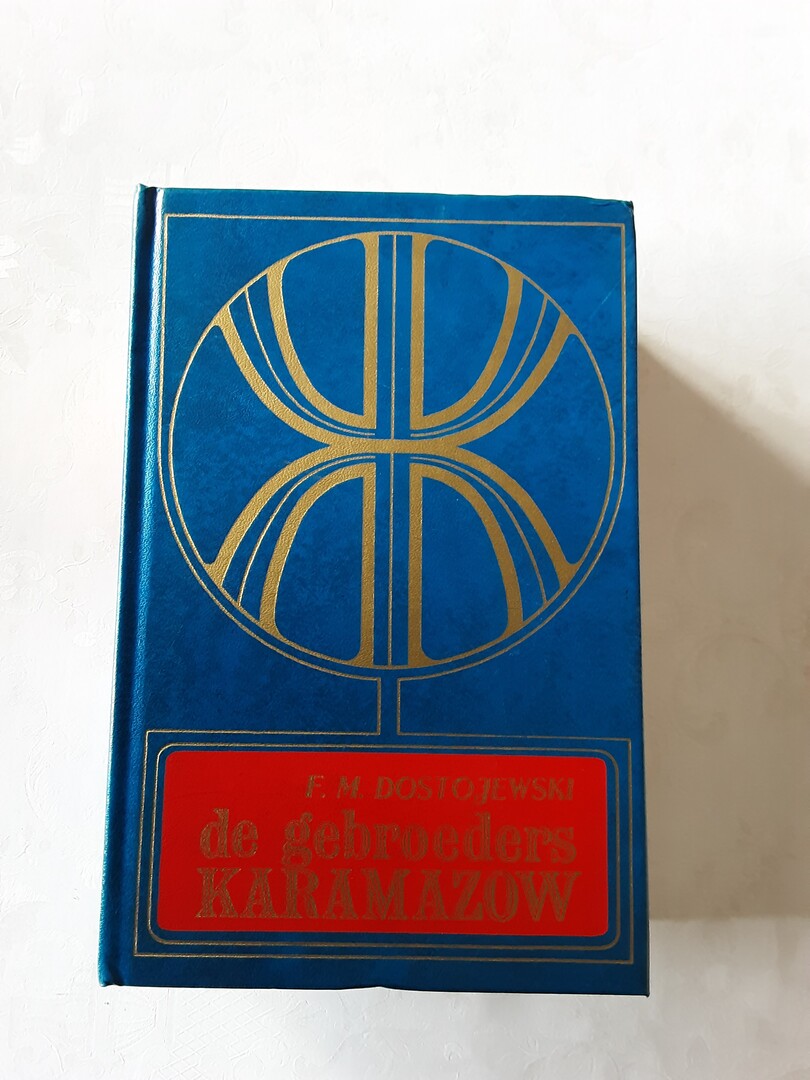 F. M. DOSTOJEWSKI
de gebroeders
KARAMAZOW